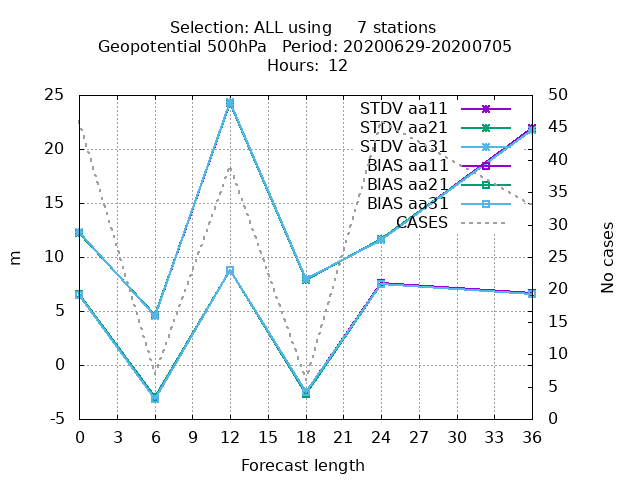 Selection: ALL using 7 stations
Geopotential 500hPa Period: 20200629-20200705
Hours: 12
25
20
15
10
5
0
-5
m
50
45
40
35
30
25
20
15
10
5
0
No cases
STDV aa11
STDV aa21
STDV aa31
BIAS aa11
BIAS aa21
BIAS aa31
CASES
0 3 6 9 12 15 18 21 24 27 30 33 36
Forecast length